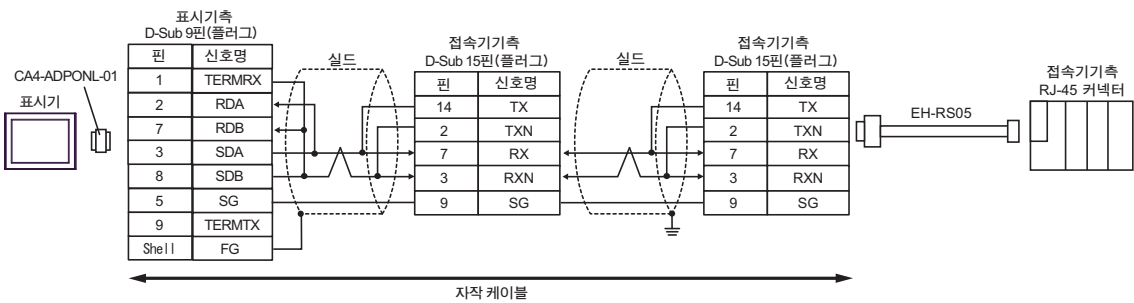 표시기측
D-Sub 9핀(플러그)
핀 신호명
1 TERMRX
2 RDA
7 RDB
3 SDA
8 SDB
5 SG
9 TERMTX
Shell FG
CA4-ADPONL-01
표시기
실드
접속기기측
D-Sub 15핀(플러그)
핀 신호명
14 TX
2 TXN
7 RX
3 RXN
9 SG
실드
접속기기측
D-Sub 15핀(플러그)
핀 신호명
14 TX
2 TXN
7 RX
3 RXN
9 SG
EH-RS05
접속기기측
RJ-45 커넥터
자작 케이블